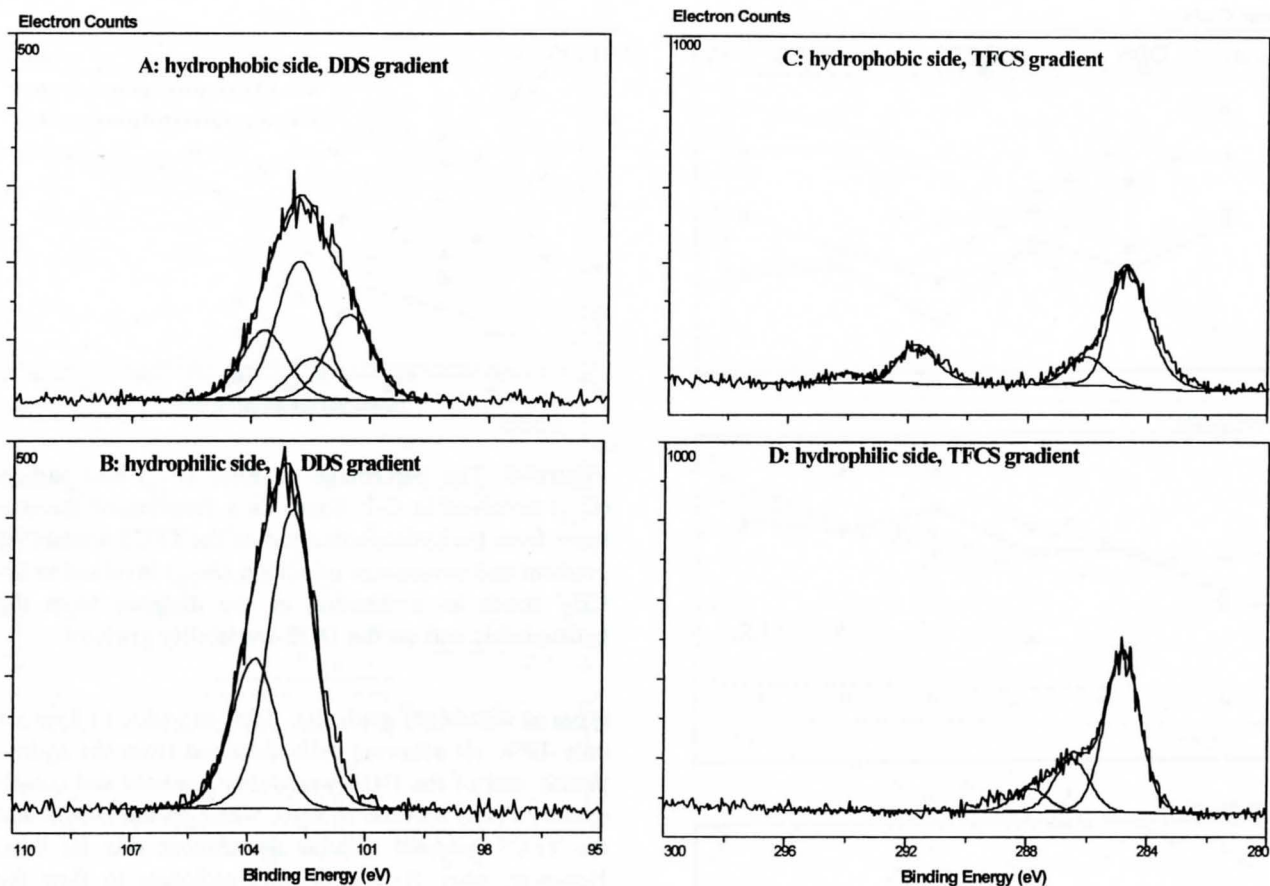 Electron Counts
500
A: hydrophobic side, DDS gradient
500
B: hydrophilic side, DDS gradient
110 107 104 101 98 95
Binding Energy (eV)
Electron Counts
1000
C: hydrophobic side, TFCS gradient
1000
D: hydrophilic side, TFCS gradient
300 296 292 288 284 280
Binding Energy (eV)